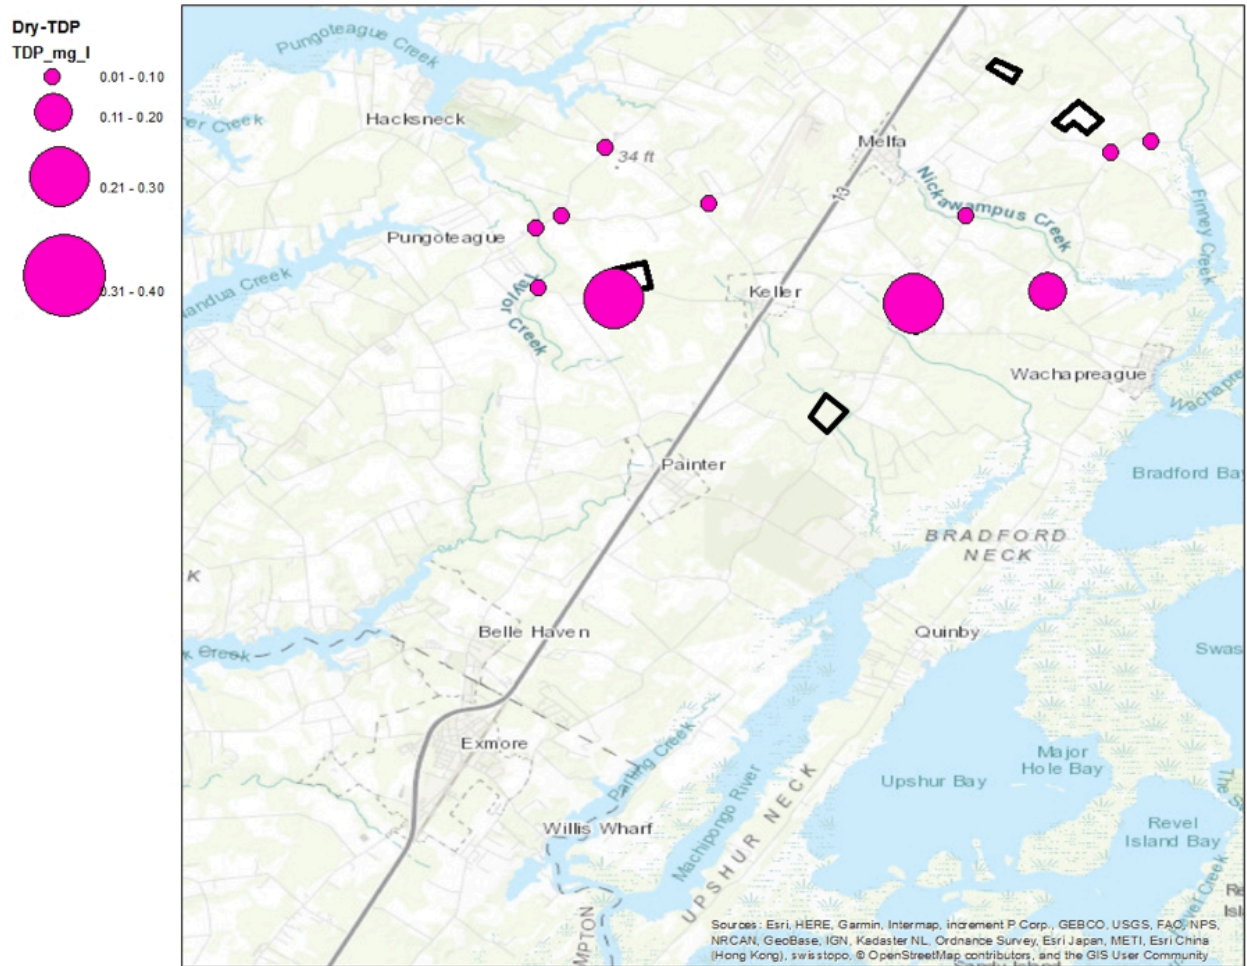 Dry-TDP
TDP_mg_l
0.01 - 0.10
0.11 - 0.20
0.21 - 0.30
0.31 - 0.40
Pungoteague Creek
Hacksneck
34 ft
Melfa
13
Nickawampus Creek
Finney Creek
Pungoteague
Taylor Creek
Keller
Wachapreague
Painter
Bradford Bay
BRADFORD
NECK
K
Belle Haven
Quinby
Creek
Exmore
Parting Creek
Major
Hole Bay
Upshur Bay
Machipongo River
UPSHUR NECK
Willis Wharf
Revel
Island Bay
Revel Creek
The
Sources: Esri, HERE, Garmin, Intermap, increment P Corp., GEBCO, USGS, FAO, NPS,
NRCAN, GeoBase, IGN, Kadaster NL, Ordnance Survey, Esri Japan, METI, Esri China
(Hong Kong), swisstopo, © OpenStreetMap contributors, and the GIS User Community